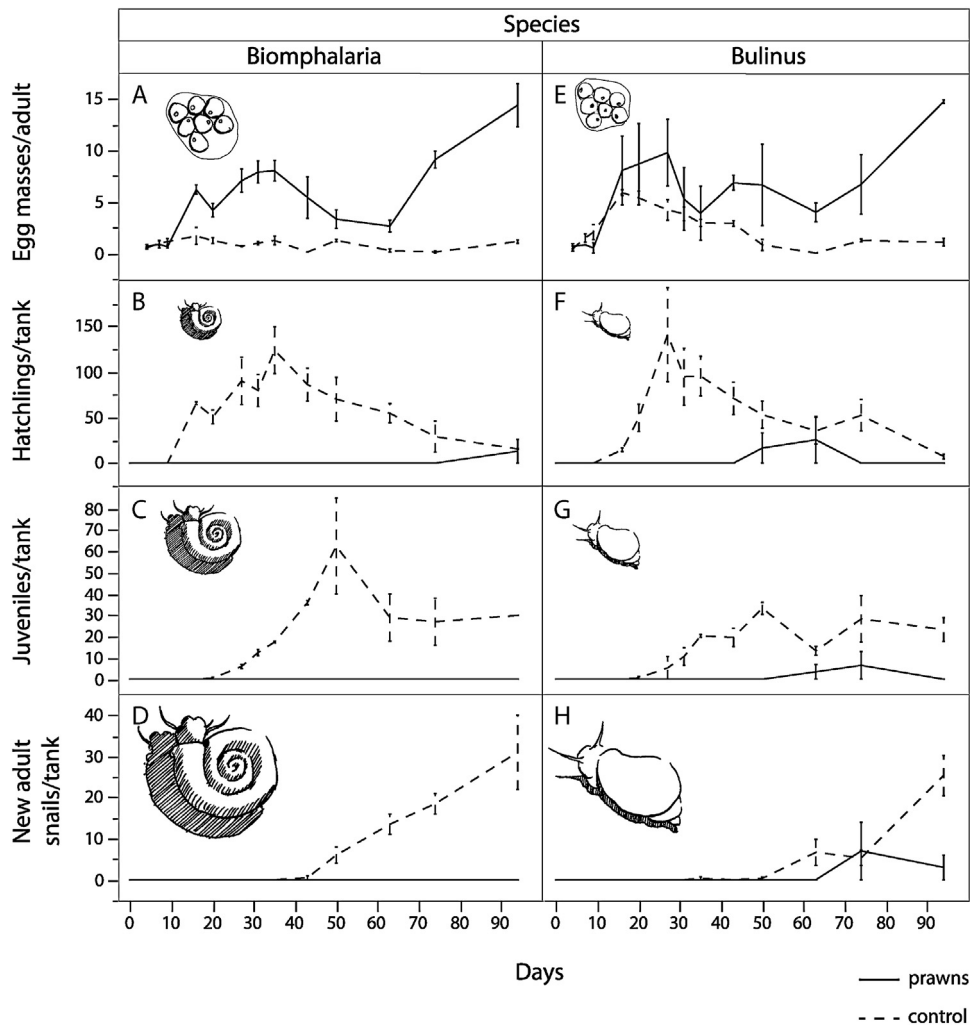 Species
Biomphalaria
Bulinus
Egg masses/adult
15
10
5
0
A
E
Hatchlings/tank
150
100
50
0
B
F
Juveniles/tank
80
70
60
50
40
30
20
10
0
C
G
New adult
snails/tank
40
30
20
10
0
D
H
0 10 20 30 40 50 60 70 80 90
0 10 20 30 40 50 60 70 80 90
Days
prawns
control